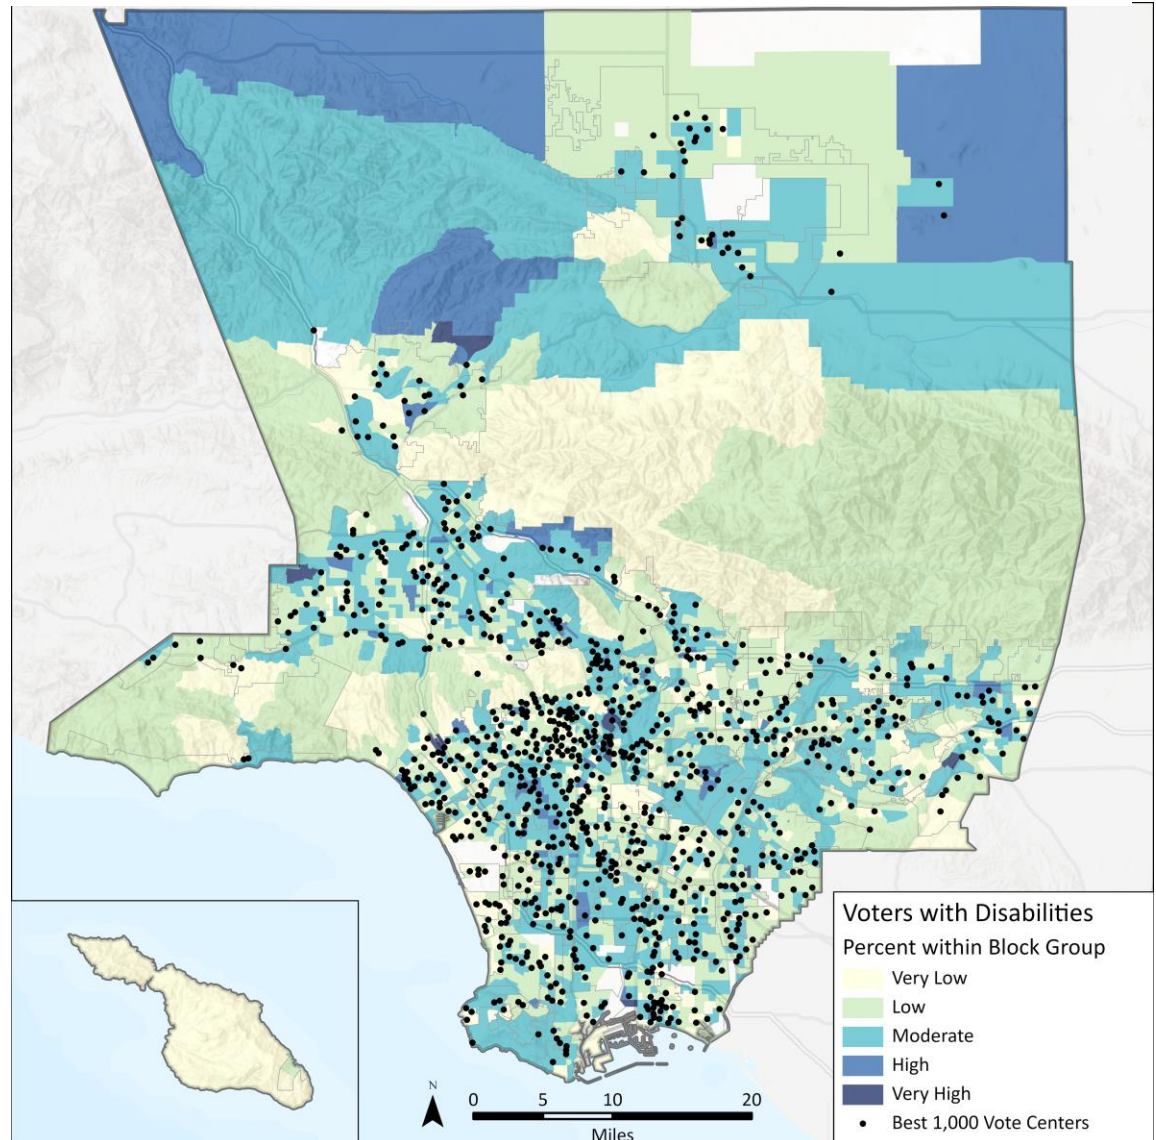 Voters with Disabilities
Percent within Block Group
Very Low
Low
Moderate
High
Very High
Best 1,000 Vote Centers
N
0 5 10 20
Miles